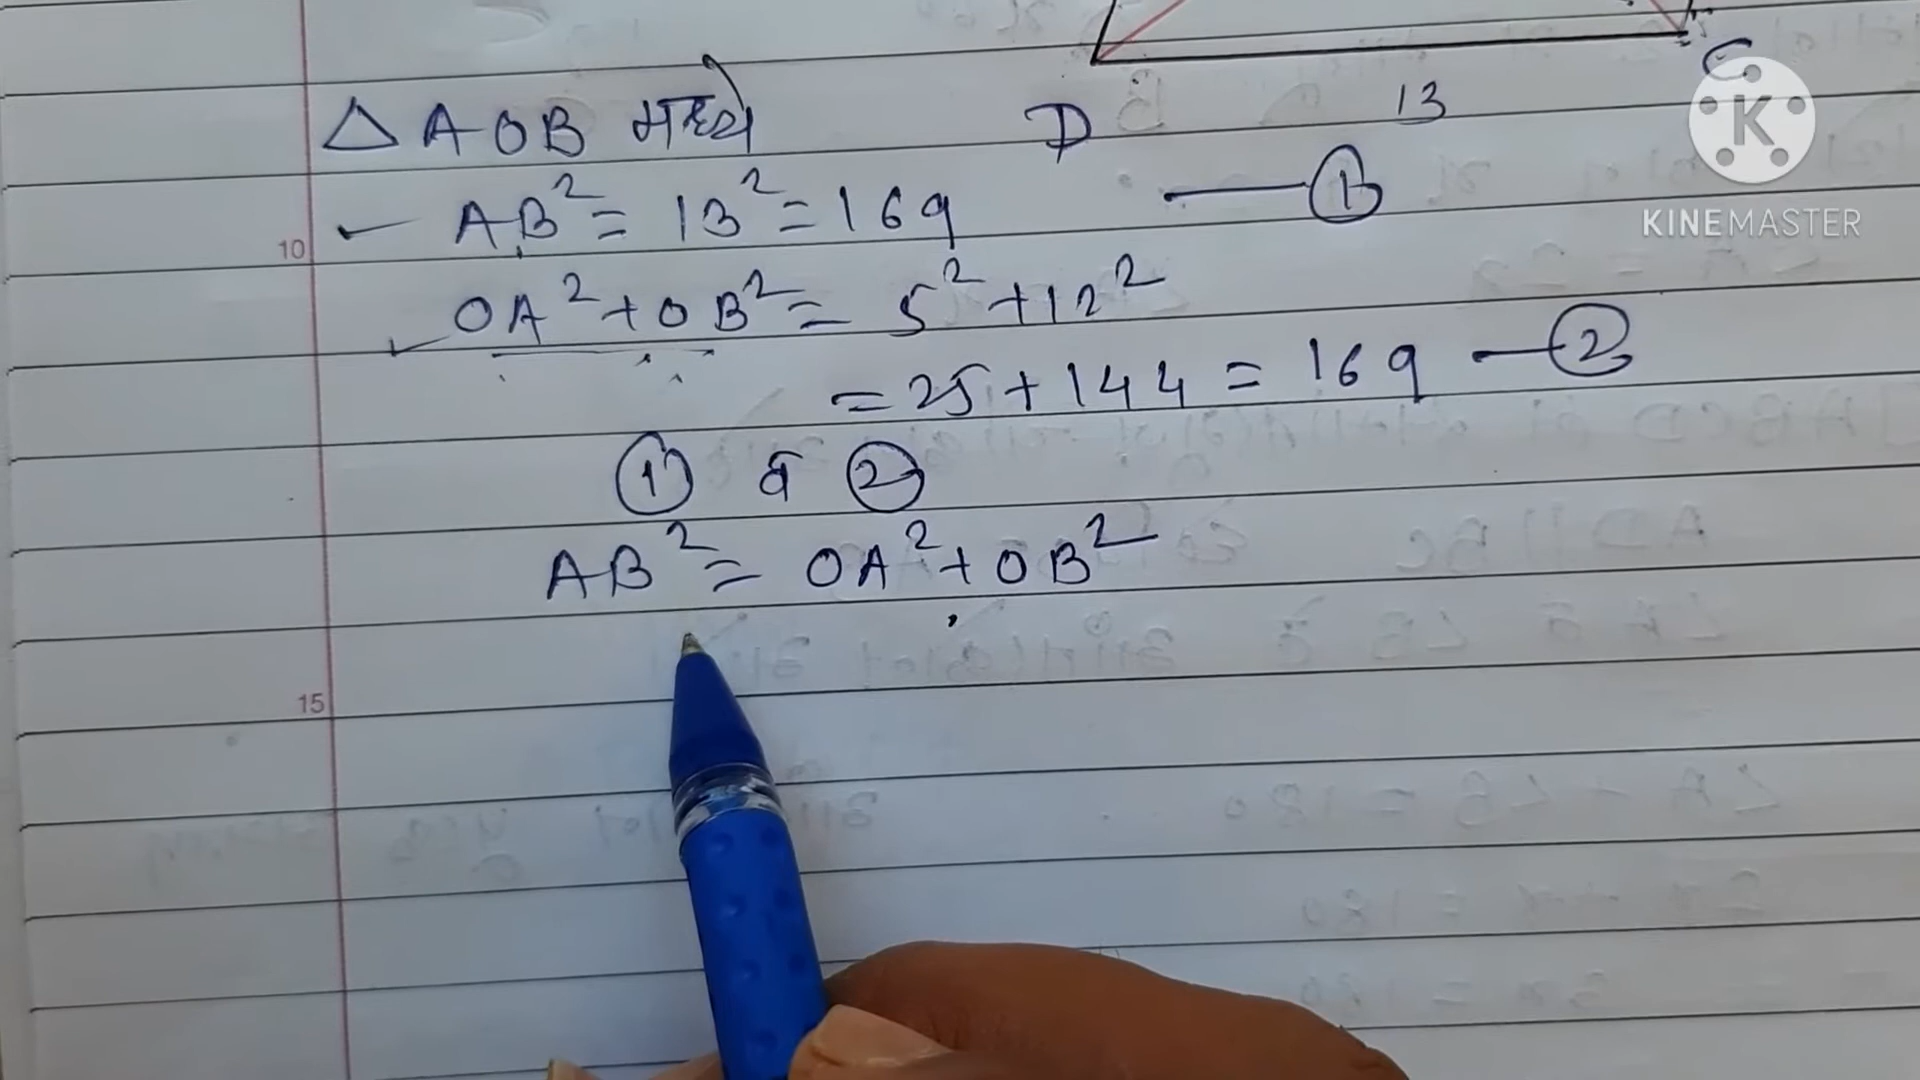 C
△ AOB मध्ये D 13
AB² = 13² = 169 — ①
10
OA² + OB² = 5² + 12²
= 25 + 144 = 169 — ②
① व ②
AB² = OA² + OB²
15
K
KINEMASTER